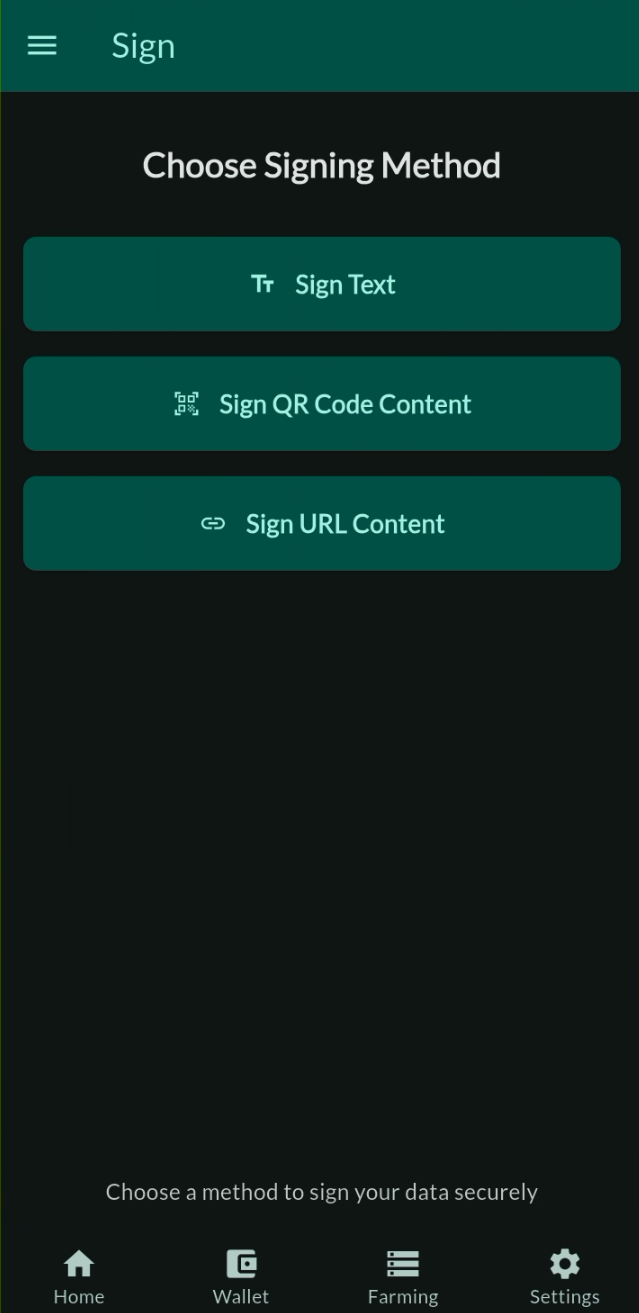 Sign
Choose Signing Method
Sign Text
Sign QR Code Content
Sign URL Content
Choose a method to sign your data securely
Home Wallet Farming Settings